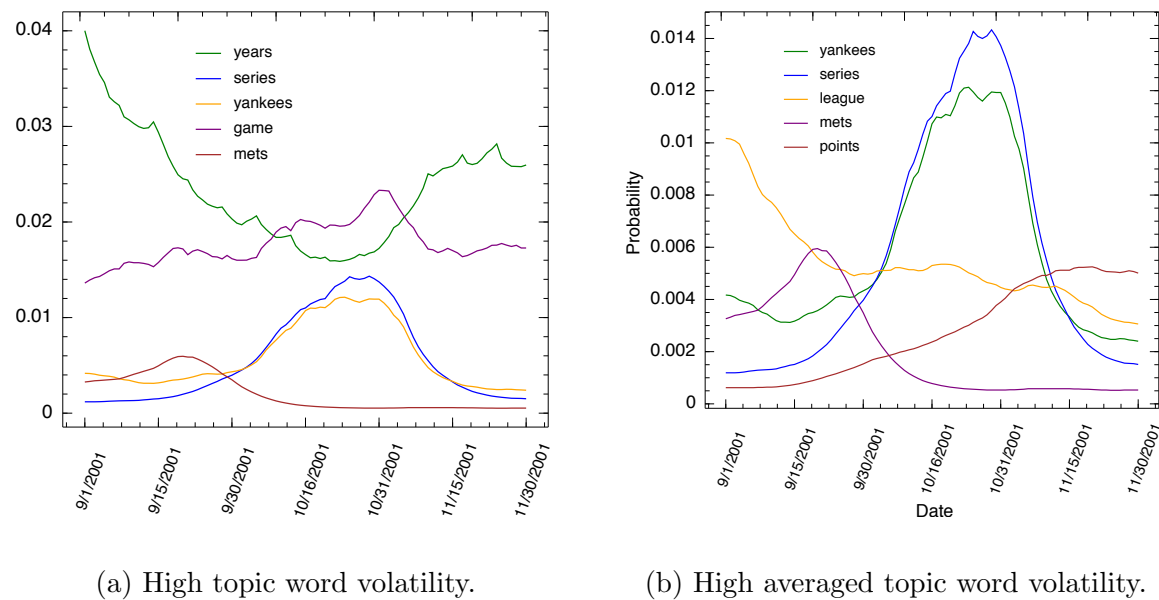 0.04
0.03
0.02
0.01
0
years
series
yankees
game
mets
9/1/2001
9/15/2001
9/30/2001
10/16/2001
10/31/2001
11/15/2001
11/30/2001
(a) High topic word volatility.
Probability
0.014
0.012
0.01
0.008
0.006
0.004
0.002
0
yankees
series
league
mets
points
9/1/2001
9/15/2001
9/30/2001
10/16/2001
10/31/2001
11/15/2001
11/30/2001
Date
(b) High averaged topic word volatility.